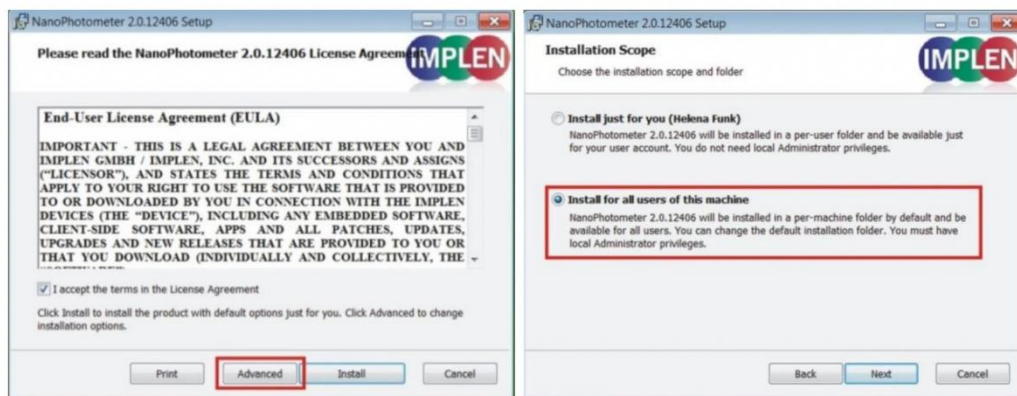 NanoPhotometer 2.0.12406 Setup
Please read the NanoPhotometer 2.0.12406 License Agreem
IMPLEN
End-User License Agreement (EULA)
IMPORTANT - THIS IS A LEGAL AGREEMENT BETWEEN YOU AND
IMPLEN GMBH / IMPLEN, INC. AND ITS SUCCESSORS AND ASSIGNS
("LICENSOR"), AND STATES THE TERMS AND CONDITIONS THAT
APPLY TO YOUR RIGHT TO USE THE SOFTWARE THAT IS PROVIDED
TO OR DOWNLOADED BY YOU IN CONNECTION WITH THE IMPLEN
DEVICES (THE "DEVICE"), INCLUDING ANY EMBEDDED SOFTWARE,
CLIENT-SIDE SOFTWARE, APPS AND ALL PATCHES, UPDATES,
UPGRADES AND NEW RELEASES THAT ARE PROVIDED TO YOU OR
THAT YOU DOWNLOAD (INDIVIDUALLY AND COLLECTIVELY, THE
I accept the terms in the License Agreement
Click Install to install the product with default options just for you. Click Advanced to change
installation options.
Print
Advanced
Install
Cancel
NanoPhotometer 2.0.12406 Setup
Installation Scope
Choose the installation scope and folder
IMPLEN
Install just for you (Helena Funk)
NanoPhotometer 2.0.12406 will be installed in a per-user folder and be available just
for your user account. You do not need local Administrator privileges.
Install for all users of this machine
NanoPhotometer 2.0.12406 will be installed in a per-machine folder by default and be
available for all users. You can change the default installation folder. You must have
local Administrator privileges.
Back
Next
Cancel